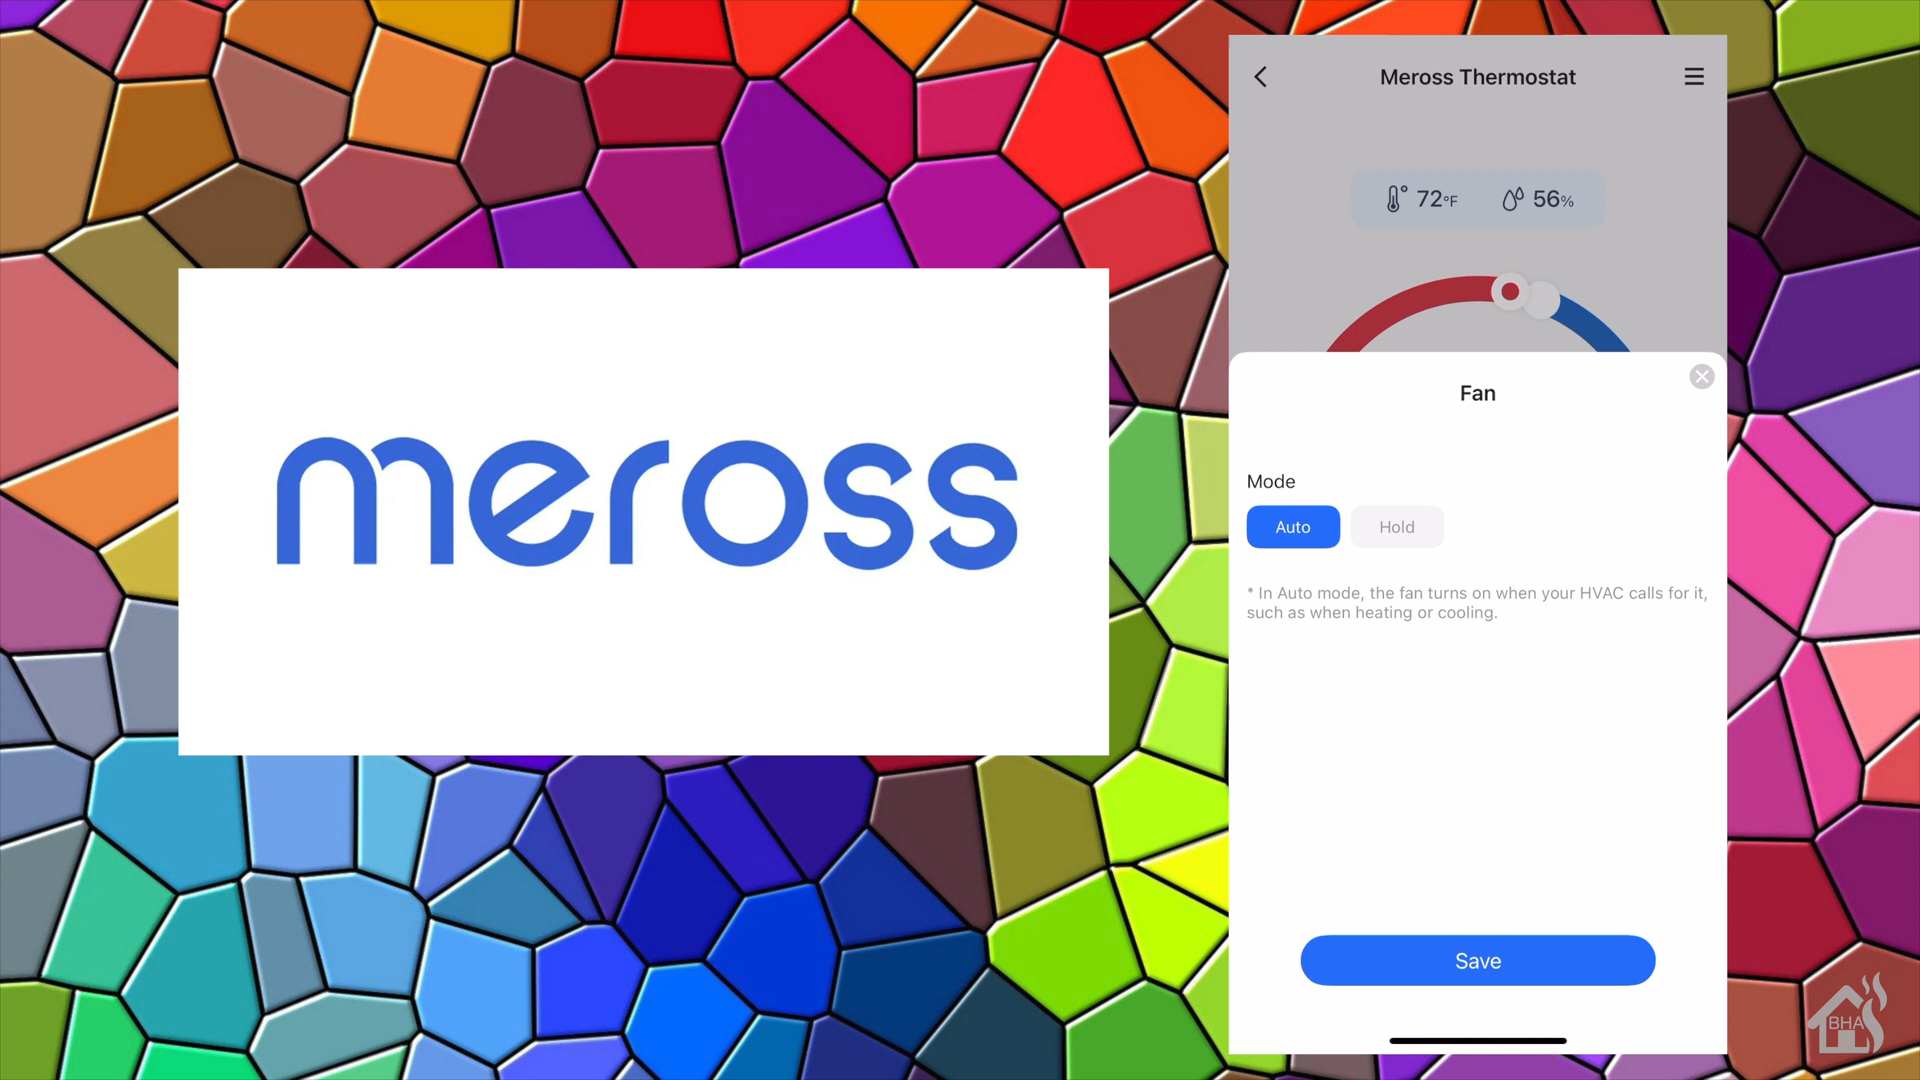 meross
Meross Thermostat
72°F 56%
Fan
Mode
Auto Hold
* In Auto mode, the fan turns on when your HVAC calls for it,
such as when heating or cooling.
Save
BHA